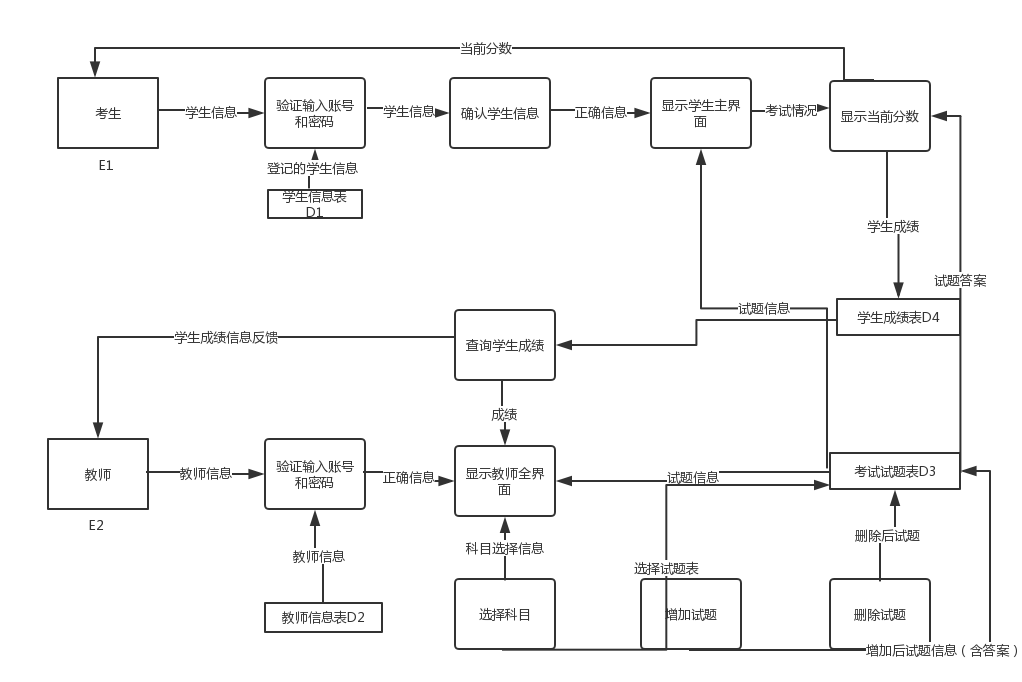 当前分数
考生
学生信息
验证输入账号
和密码
学生信息
确认学生信息
正确信息
显示学生主界
面
考试情况
显示当前分数
E1
登记的学生信息
学生信息表
D1
学生成绩
试题答案
试题信息
学生成绩表D4
学生成绩信息反馈
查询学生成绩
成绩
教师
教师信息
验证输入账号
和密码
正确信息
显示教师全界
面
试题信息
考试试题表D3
E2
教师信息
科目选择信息
删除后试题
选择试题表
教师信息表D2
选择科目
增加试题
删除试题
增加后试题信息（含答案）